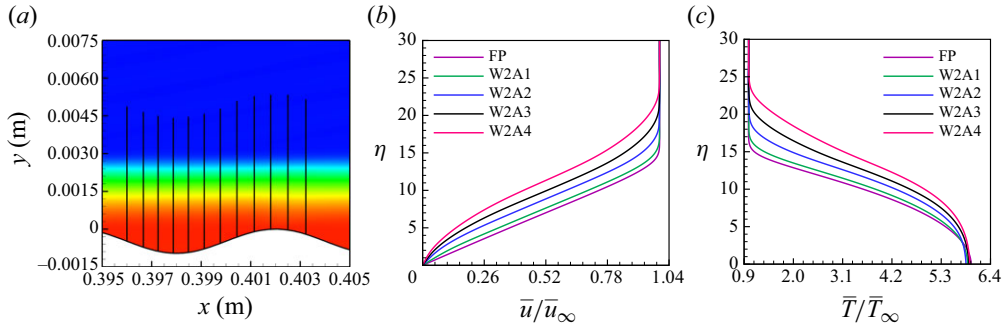 (a)
0.0075
0.0060
0.0045
0.0030
0.0015
0
–0.0015
y (m)
0.395 0.397 0.399 0.401 0.403 0.405
x (m)
(b)
30
25
20
15
10
5
0
η
FP
W2A1
W2A2
W2A3
W2A4
0 0.26 0.52 0.78 1.04
u̅/u̅∞
(c)
30
25
20
15
10
5
0
η
FP
W2A1
W2A2
W2A3
W2A4
0.9 2.0 3.1 4.2 5.3 6.4
T̅/T̅∞